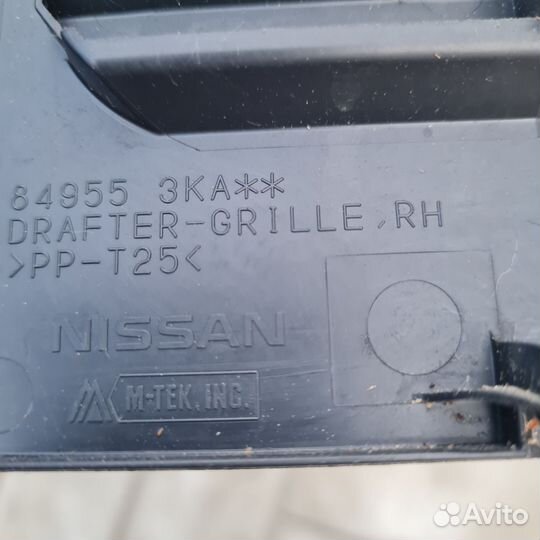 84955 3KA**
DRAFTER-GRILLE,RH
>PP-T25<
NISSAN
M-TEK, INC.
Avito